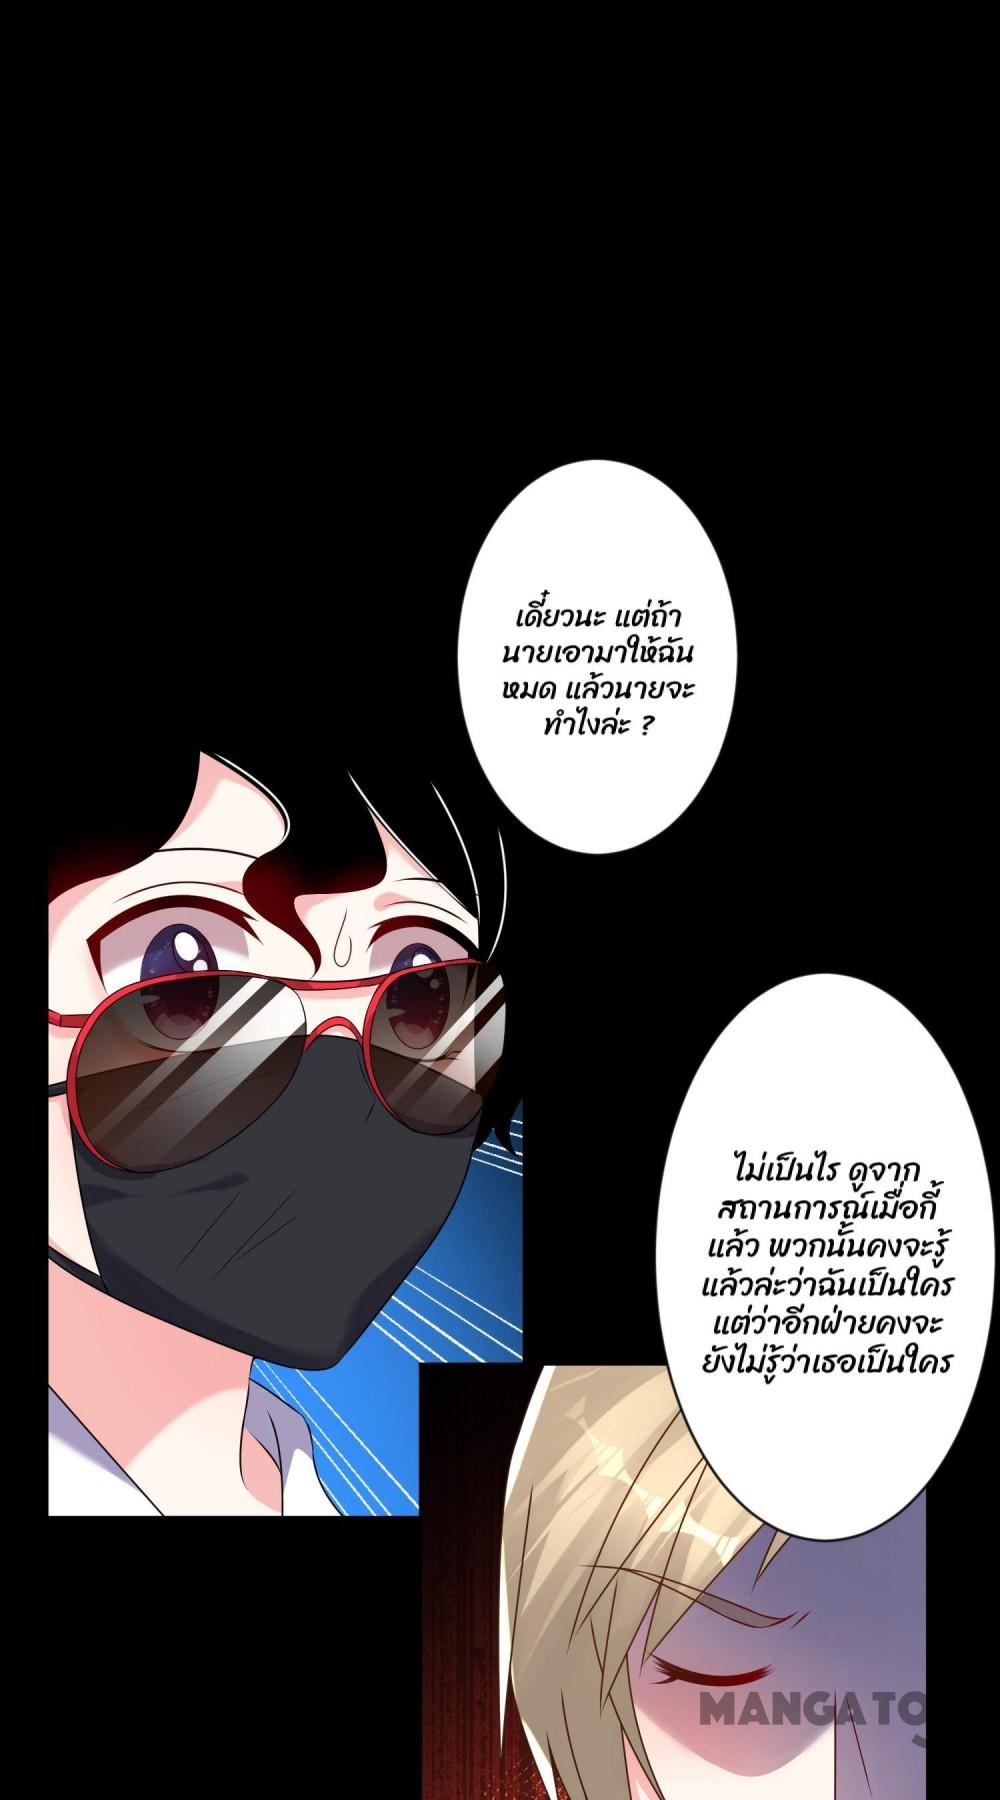 เดี๋ยวนะ แต่ถ้า
นายเอามาให้ฉัน
หมด แล้วนายจะ
ทำไงล่ะ ?
ไม่เป็นไร ดูจาก
สถานการณ์เมื่อกี้
แล้ว พวกนั้นคงจะรู้
แล้วล่ะว่าฉันเป็นใคร
แต่ว่าอีกฝ่ายคงจะ
ยังไม่รู้ว่าเธอเป็นใคร
MANGATO